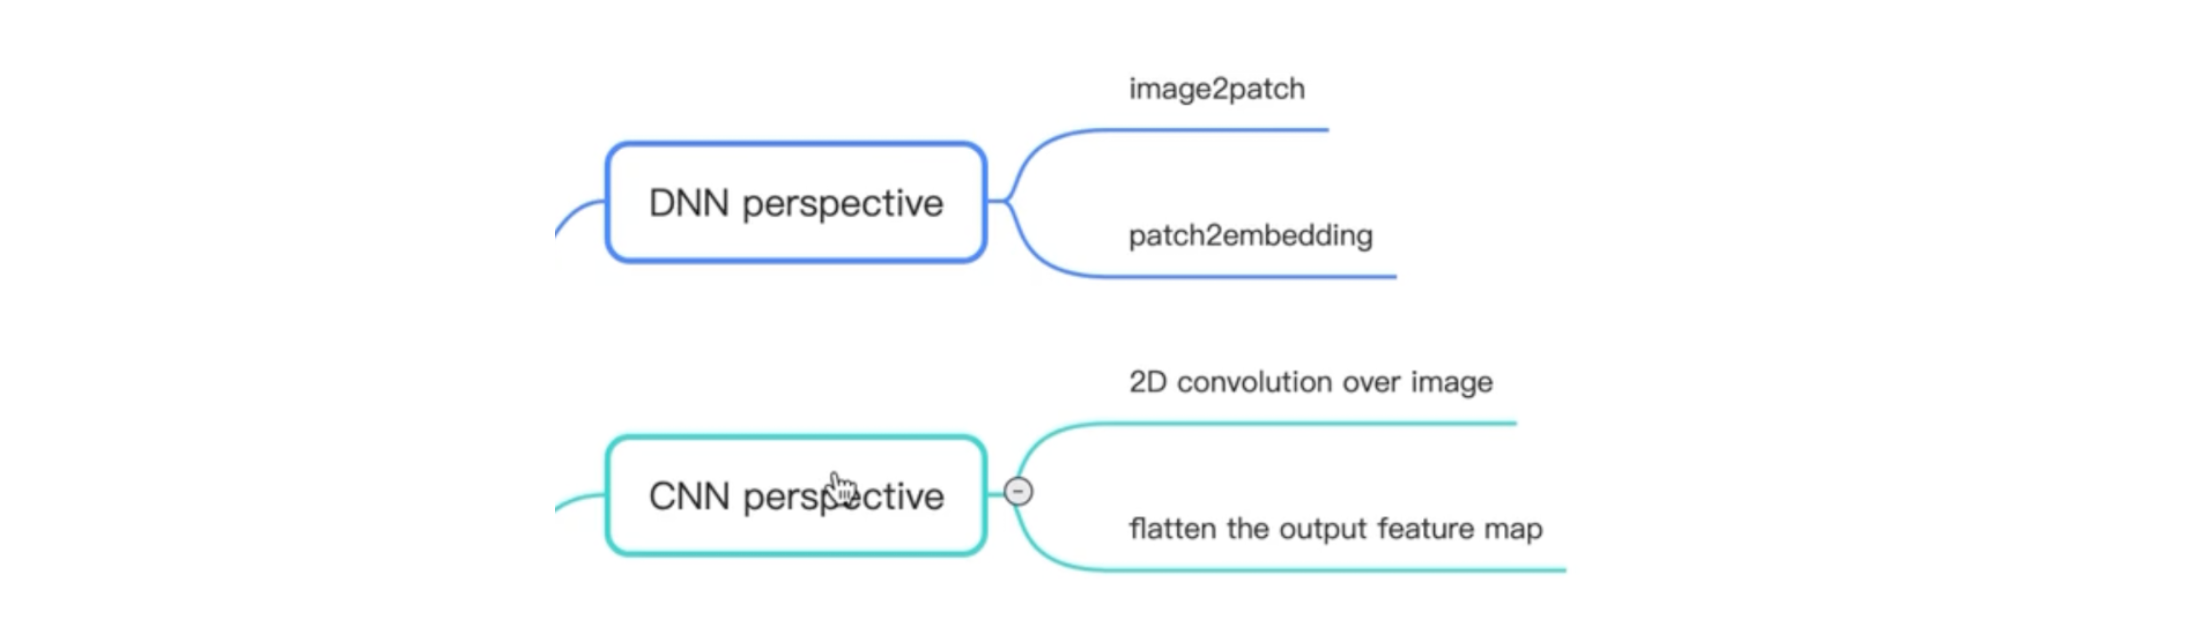 image2patch
DNN perspective
patch2embedding
2D convolution over image
CNN perspective
flatten the output feature map